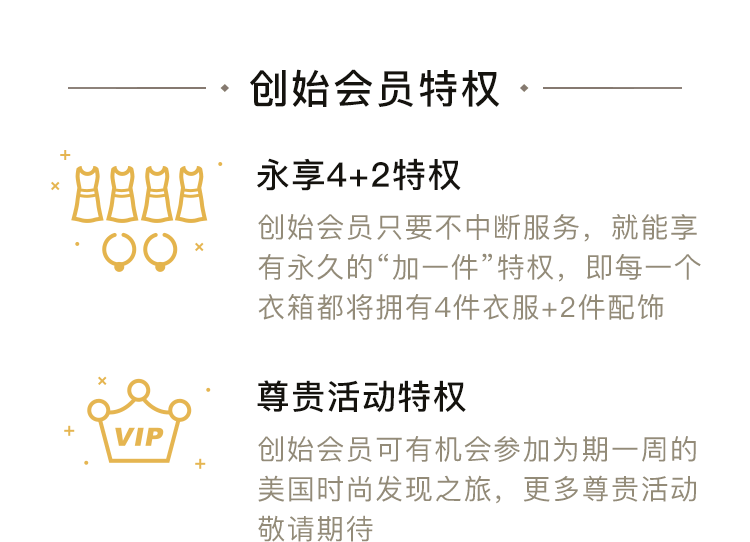 创始会员特权
永享4+2特权
创始会员只要不中断服务，就能享
有永久的“加一件”特权，即每一个
衣箱都将拥有4件衣服+2件配饰
尊贵活动特权
VIP
创始会员可有机会参加为期一周的
美国时尚发现之旅，更多尊贵活动
敬请期待